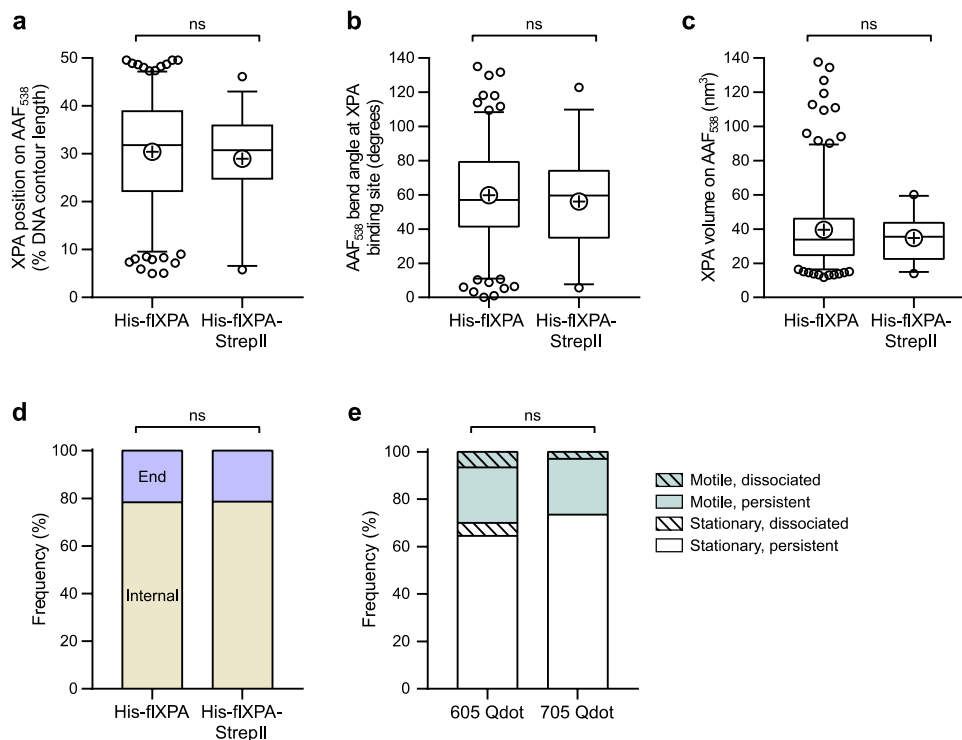 a
ns
XPA position on AAF538
(% DNA contour length)
50
40
30
20
10
0
His-flXPA
His-flXPA-
StrepII
b
ns
AAF538 bend angle at XPA
binding site (degrees)
140
120
100
80
60
40
20
0
His-flXPA
His-flXPA-
StrepII
c
ns
XPA volume on AAF538 (nm3)
140
120
100
80
60
40
20
0
His-flXPA
His-flXPA-
StrepII
d
ns
Frequency (%)
100
80
60
40
20
0
End
Internal
His-flXPA
His-flXPA-
StrepII
e
ns
Frequency (%)
100
80
60
40
20
0
605 Qdot
705 Qdot
Motile, dissociated
Motile, persistent
Stationary, dissociated
Stationary, persistent